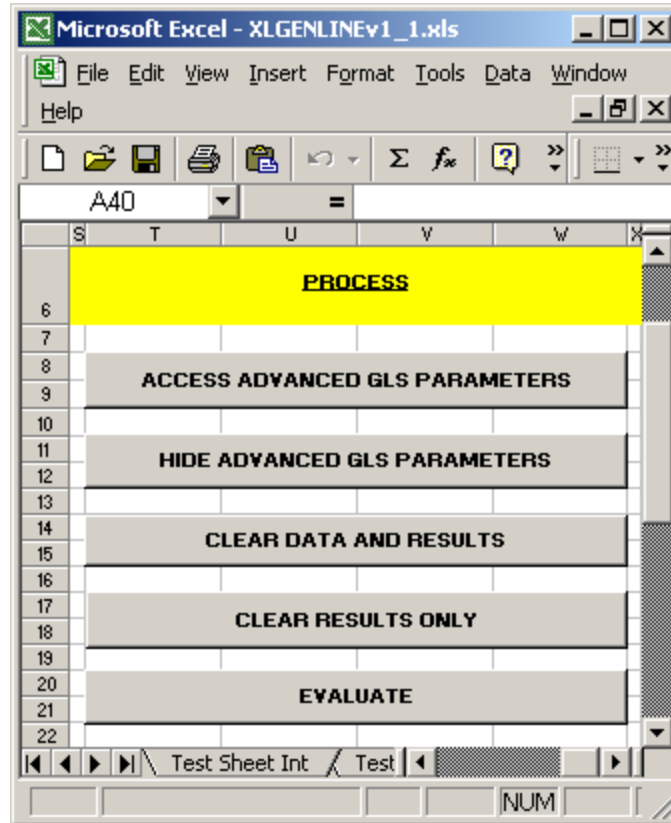 Microsoft Excel - XLGENLINEv1_1.xls
File Edit View Insert Format Tools Data Window
Help
Σ fx ? »
A40 =
S T U V W X
PROCESS
6
7
8
ACCESS ADVANCED GLS PARAMETERS
9
10
11
HIDE ADVANCED GLS PARAMETERS
12
13
14
CLEAR DATA AND RESULTS
15
16
17
CLEAR RESULTS ONLY
18
19
20
EVALUATE
21
22
Test Sheet Int Test
NUM